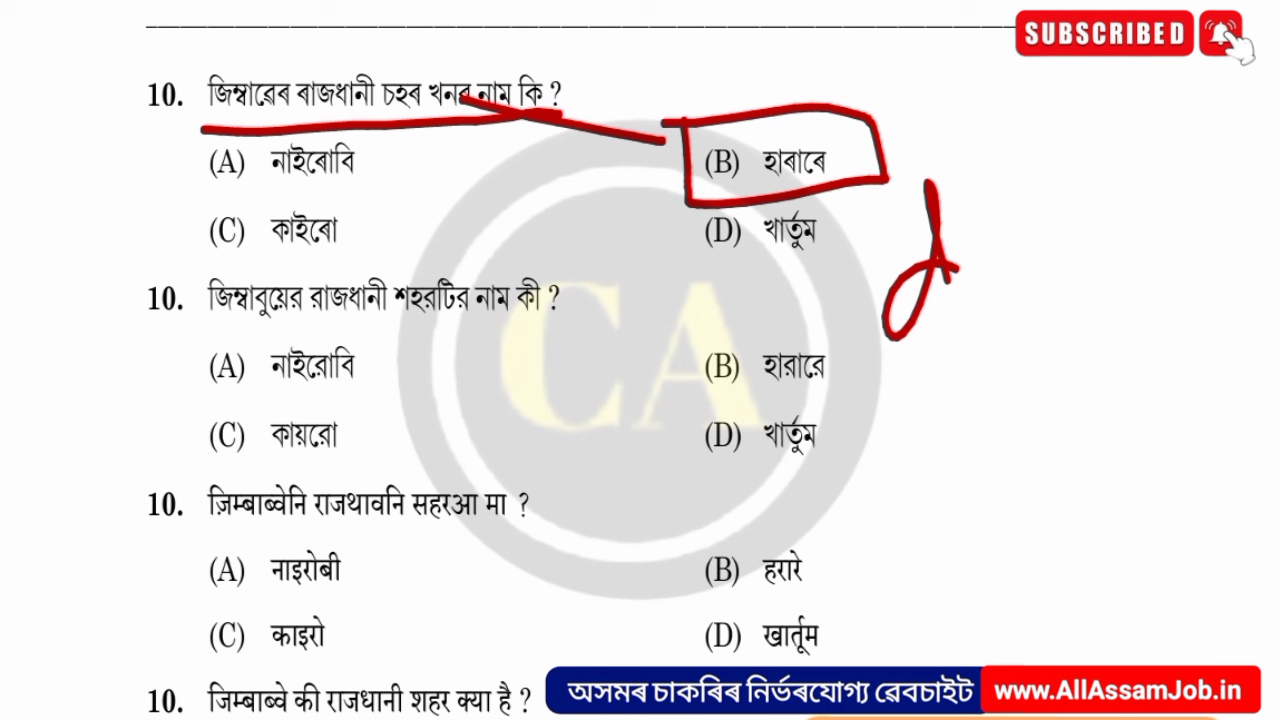 SUBSCRIBED
10. জিম্বাৱেৰ ৰাজধানী চহৰ খনৰ নাম কি ?
(A) নাইৰোবি (B) হাৰাৰে
(C) কাইৰো (D) খাৰ্তুম
10. জিম্বাবুয়ের রাজধানী শহরটির নাম কী ?
(A) নাইরোবি (B) হারারে
(C) কায়রো (D) খার্তুম
10. ज़िम्बाब्वेनि राजथावनि सहरआ मा ?
(A) नाइरोबी (B) हरारे
(C) काइरो (D) खार्तूम
10. जिम्बाब्वे की राजधानी शहर क्या है ?
CA
অসমৰ চাকৰিৰ নিৰ্ভৰযোগ্য ৱেবচাইট www.AllAssamJob.in